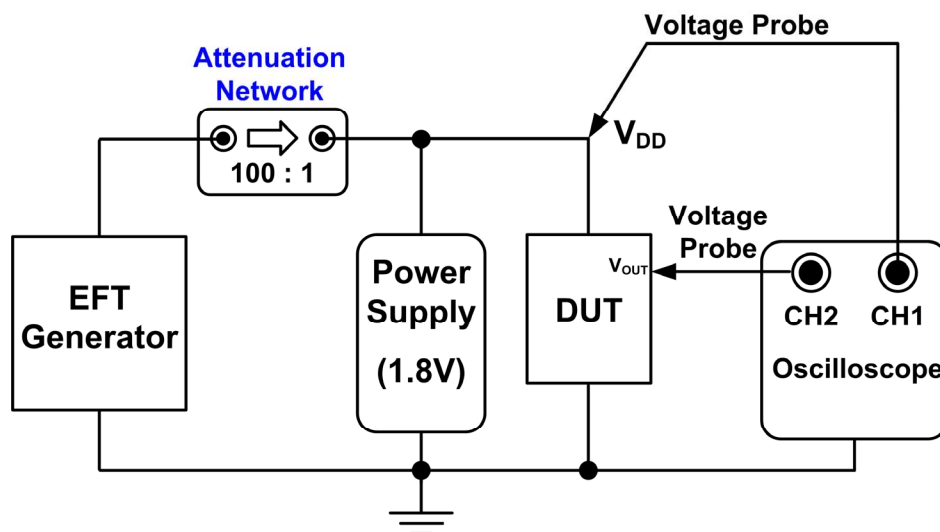 Voltage Probe
Attenuation
Network
100 : 1
VDD
EFT
Generator
Power
Supply
(1.8V)
DUT
VOUT
Voltage
Probe
CH2
CH1
Oscilloscope